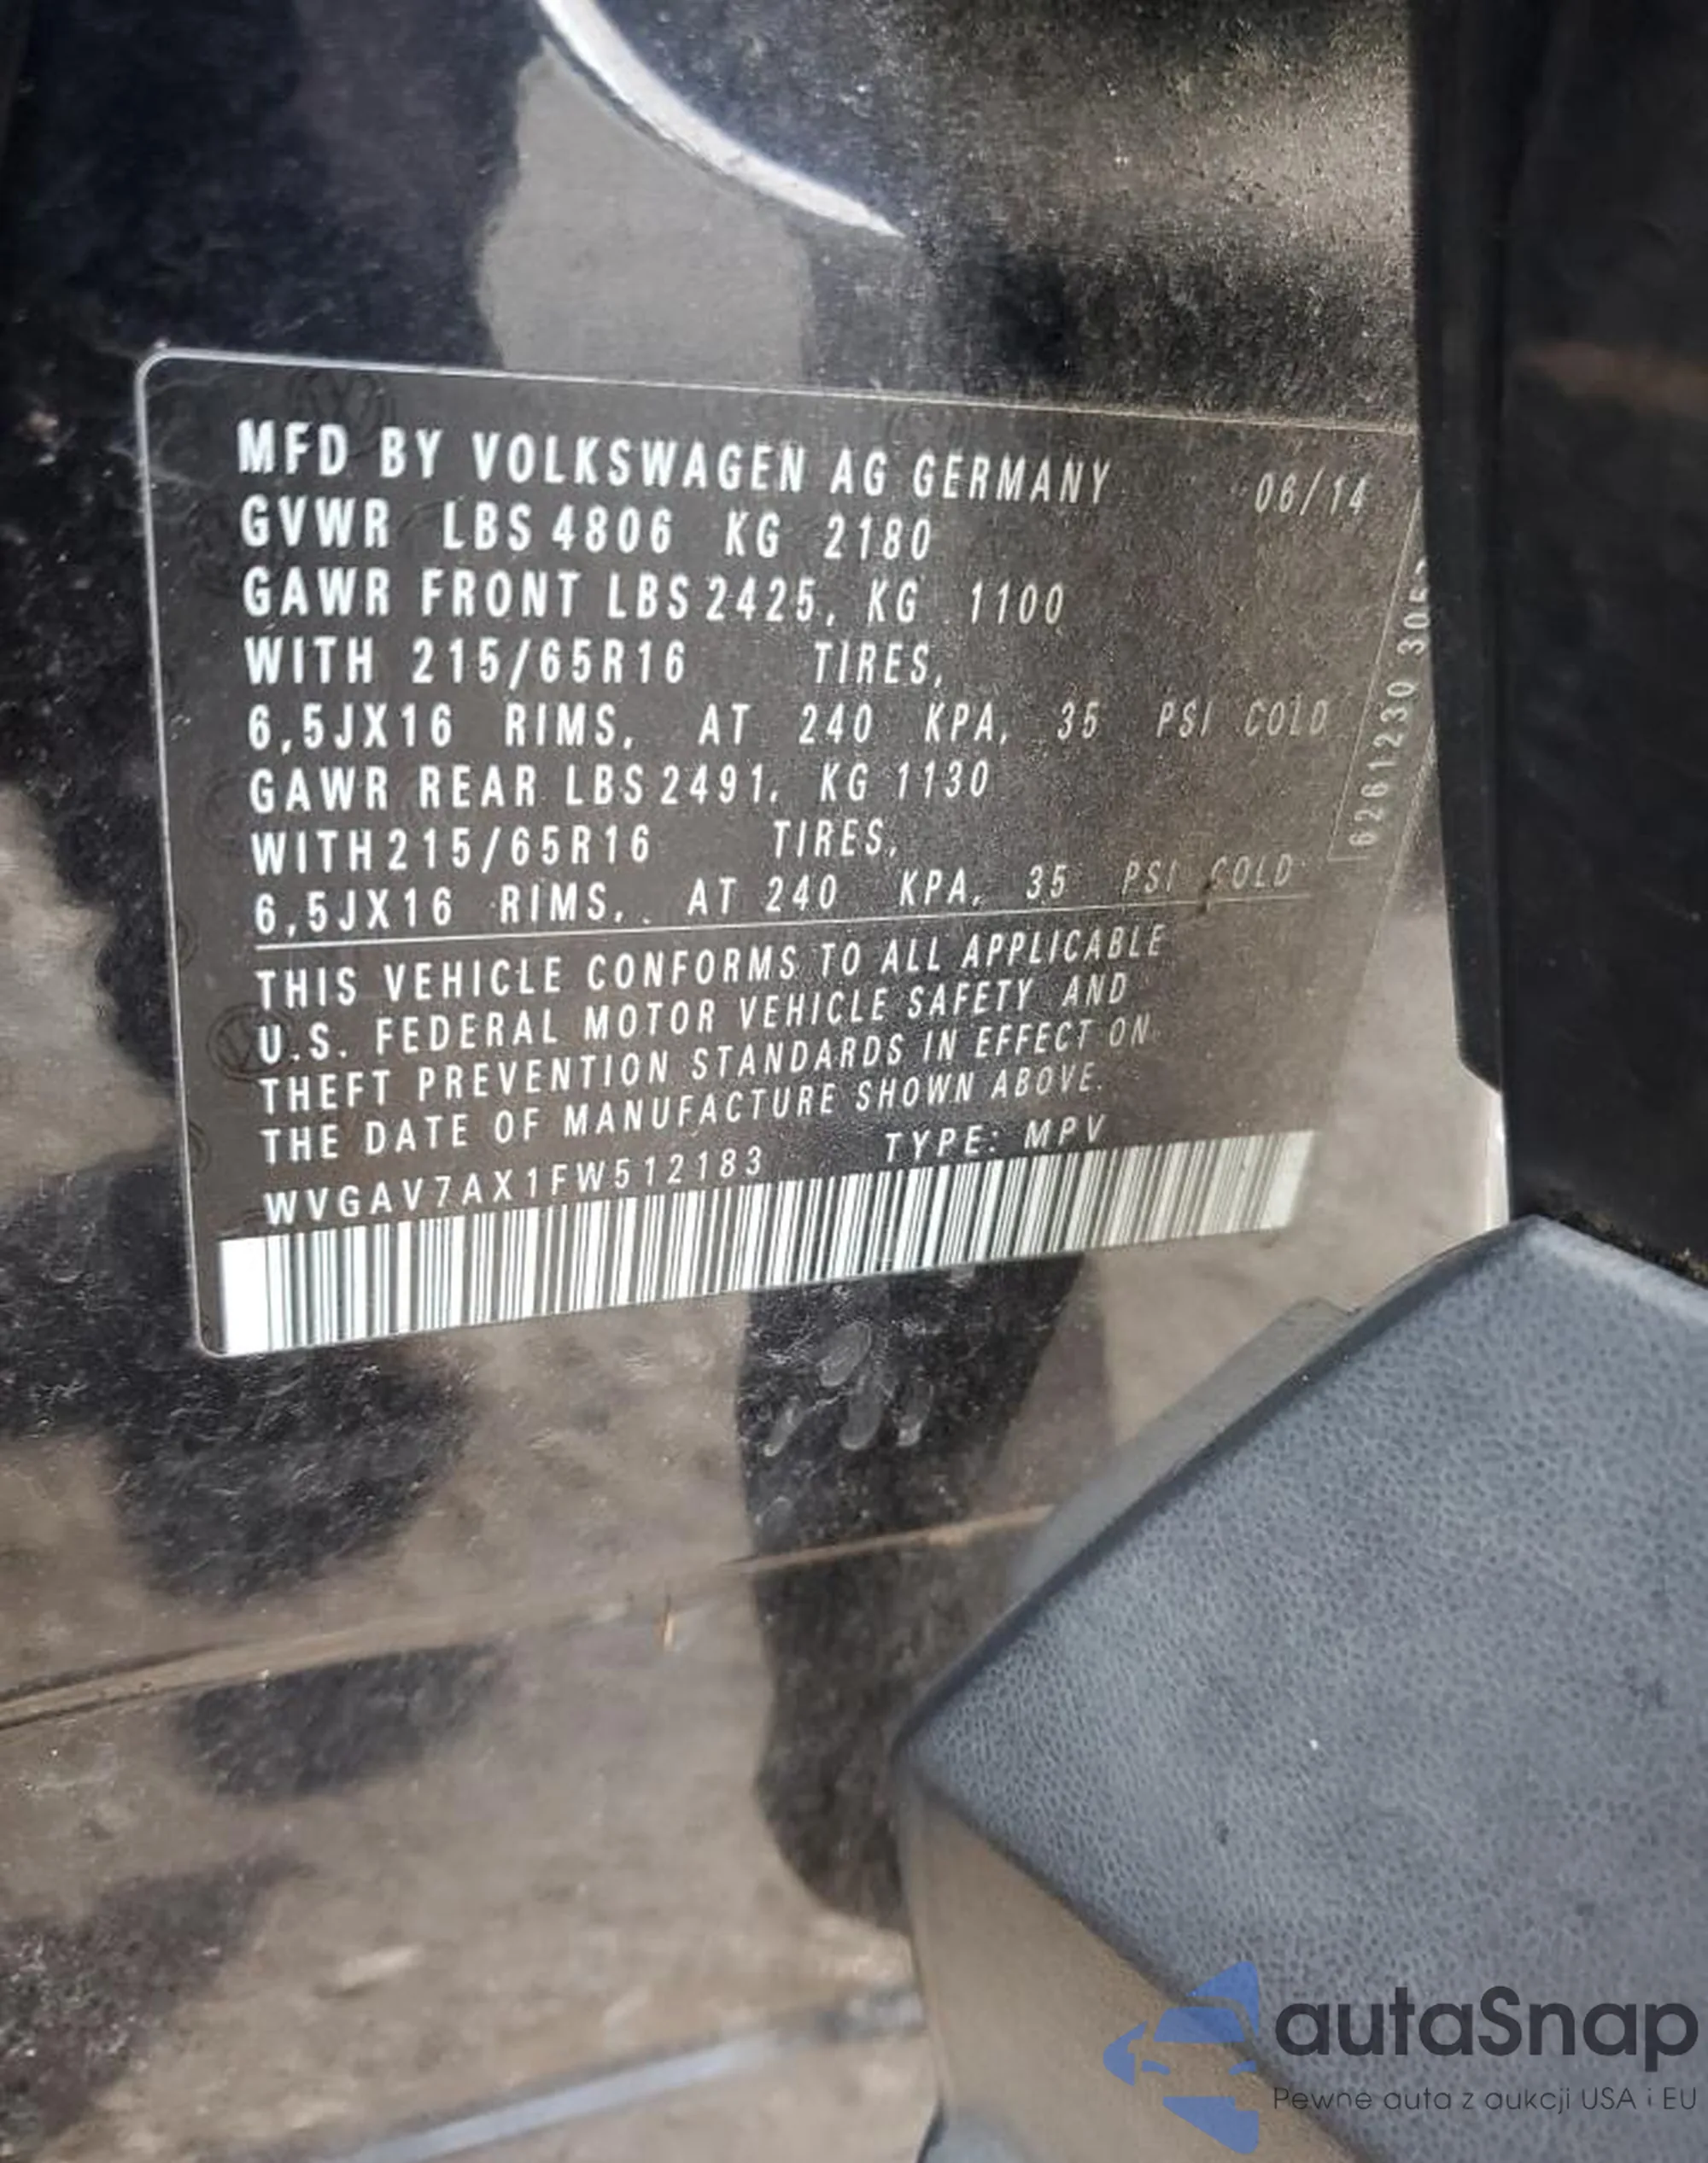 MFD BY VOLKSWAGEN AG GERMANY 06/14
GVWR LBS 4806 KG 2180
GAWR FRONT LBS 2425, KG 1100
WITH 215/65R16 TIRES,
6,5JX16 RIMS, AT 240 KPA, 35 PSI COLD
GAWR REAR LBS 2491, KG 1130
WITH 215/65R16 TIRES,
6,5JX16 RIMS, AT 240 KPA, 35 PSI COLD
THIS VEHICLE CONFORMS TO ALL APPLICABLE
U.S. FEDERAL MOTOR VEHICLE SAFETY AND
THEFT PREVENTION STANDARDS IN EFFECT ON
THE DATE OF MANUFACTURE SHOWN ABOVE.
WVGAV7AX1FW512183 TYPE: MPV
6261230
autaSnap
Pewne auta z aukcji USA i EU